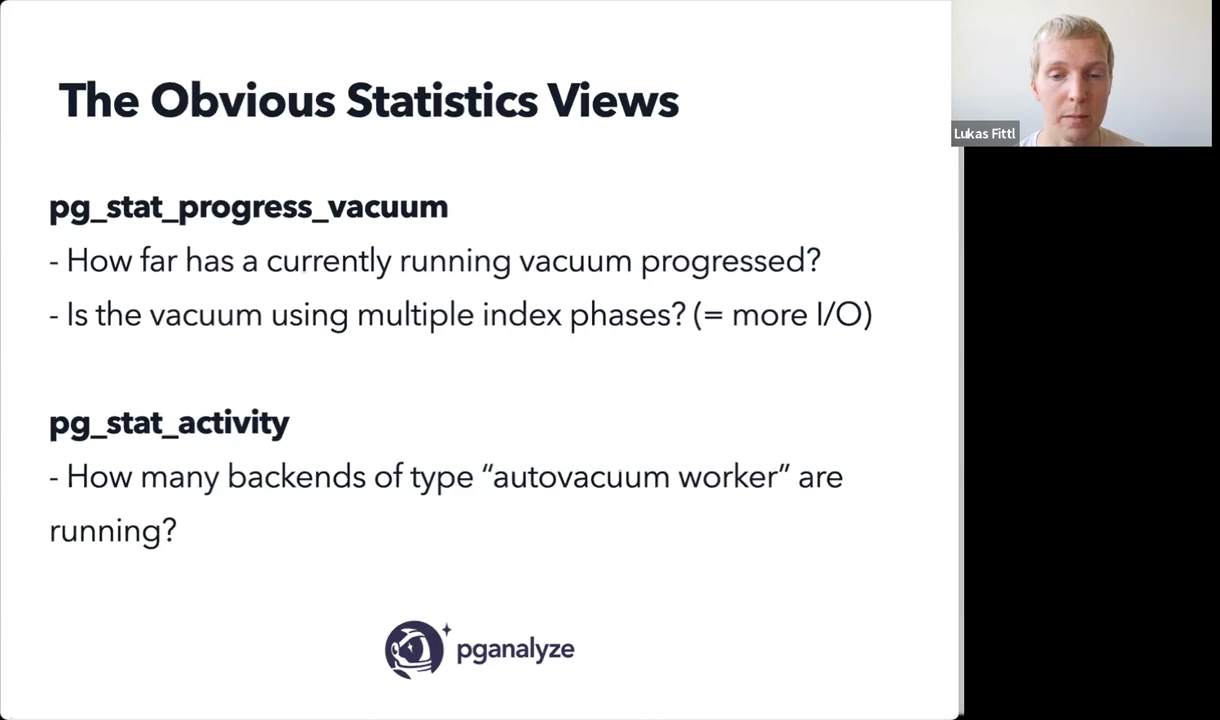 The Obvious Statistics Views
pg_stat_progress_vacuum
- How far has a currently running vacuum progressed?
- Is the vacuum using multiple index phases? (= more I/O)
pg_stat_activity
- How many backends of type “autovacuum worker” are
running?
pganalyze
Lukas Fittl